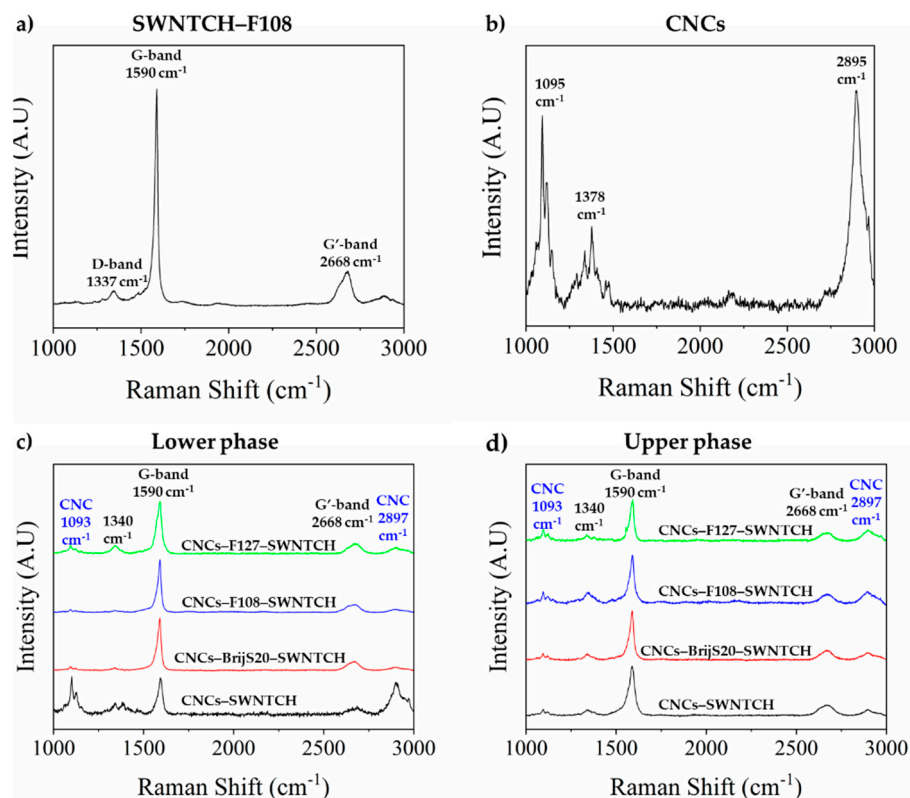 a)
SWNTCH–F108
G-band
1590 cm-1
D-band
1337 cm-1
G′-band
2668 cm-1
Intensity (A.U)
1000 1500 2000 2500 3000
Raman Shift (cm-1)
b)
CNCs
1095
cm-1
1378
cm-1
2895
cm-1
Intensity (A.U)
1000 1500 2000 2500 3000
Raman Shift (cm-1)
c)
Lower phase
CNC
1093
cm-1
1340
cm-1
G-band
1590 cm-1
G′-band
2668 cm-1
CNC
2897
cm-1
CNCs–F127–SWNTCH
CNCs–F108–SWNTCH
CNCs–BrijS20–SWNTCH
CNCs–SWNTCH
Intensity (A.U)
1000 1500 2000 2500 3000
Raman Shift (cm-1)
d)
Upper phase
CNC
1093
cm-1
1340
cm-1
G-band
1590 cm-1
G′-band
2668 cm-1
CNC
2897
cm-1
CNCs–F127–SWNTCH
CNCs–F108–SWNTCH
CNCs–BrijS20–SWNTCH
CNCs–SWNTCH
Intensity (A.U)
1000 1500 2000 2500 3000
Raman Shift (cm-1)